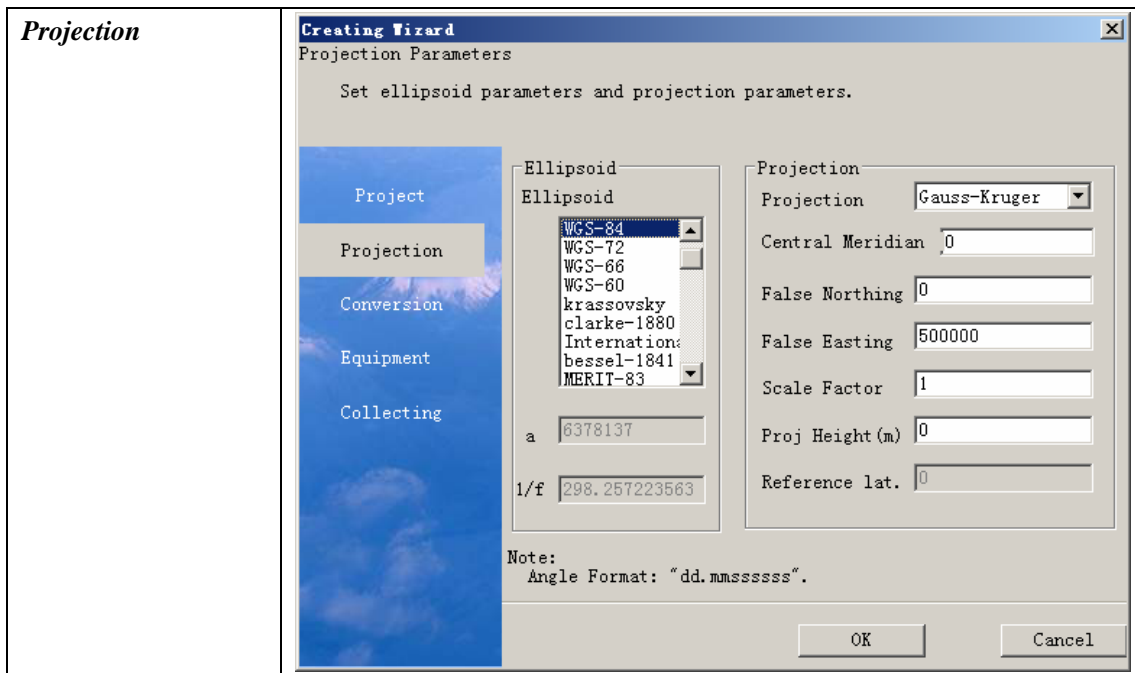 Projection
Creating Wizard
Projection Parameters
Set ellipsoid parameters and projection parameters.
Project
Projection
Conversion
Equipment
Collecting
Ellipsoid
Ellipsoid
WGS-84
WGS-72
WGS-66
WGS-60
krassovsky
clarke-1880
Internationa
bessel-1841
MERIT-83
a 6378137
1/f 298.257223563
Projection
Projection Gauss-Kruger
Central Meridian 0
False Northing 0
False Easting 500000
Scale Factor 1
Proj Height(m) 0
Reference lat. 0
Note:
Angle Format: "dd.mmssssss".
OK Cancel